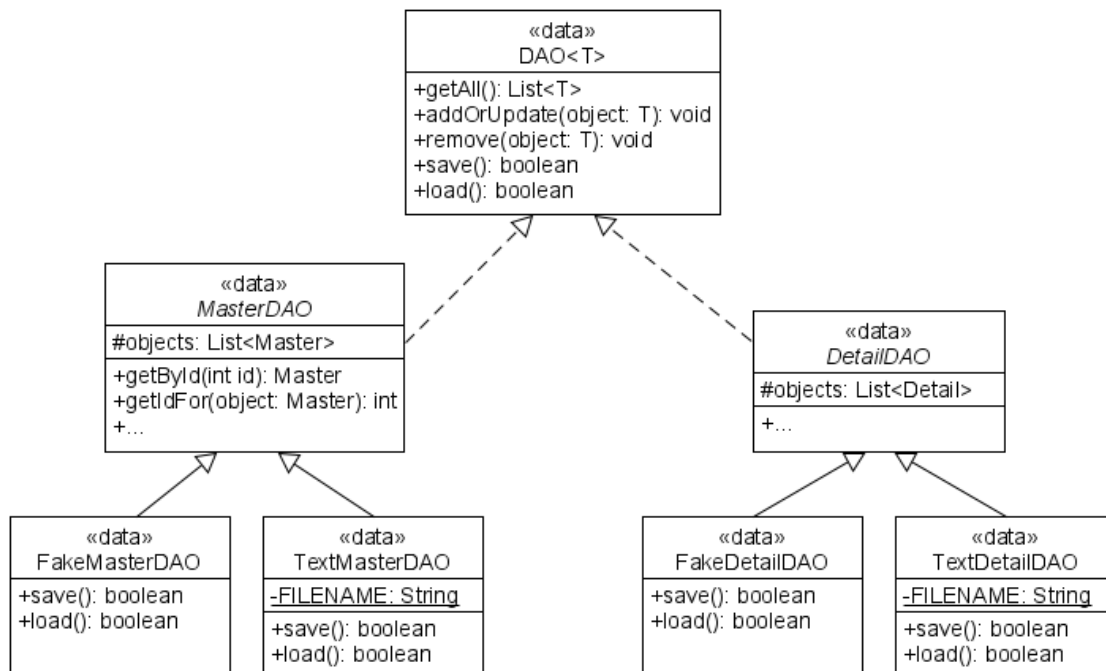 «data»
DAO<T>
+getAll(): List<T>
+addOrUpdate(object: T): void
+remove(object: T): void
+save(): boolean
+load(): boolean
«data»
MasterDAO
#objects: List<Master>
+getById(int id): Master
+getIdFor(object: Master): int
+...
«data»
DetailDAO
#objects: List<Detail>
+...
«data»
FakeMasterDAO
+save(): boolean
+load(): boolean
«data»
TextMasterDAO
-FILENAME: String
+save(): boolean
+load(): boolean
«data»
FakeDetailDAO
+save(): boolean
+load(): boolean
«data»
TextDetailDAO
-FILENAME: String
+save(): boolean
+load(): boolean